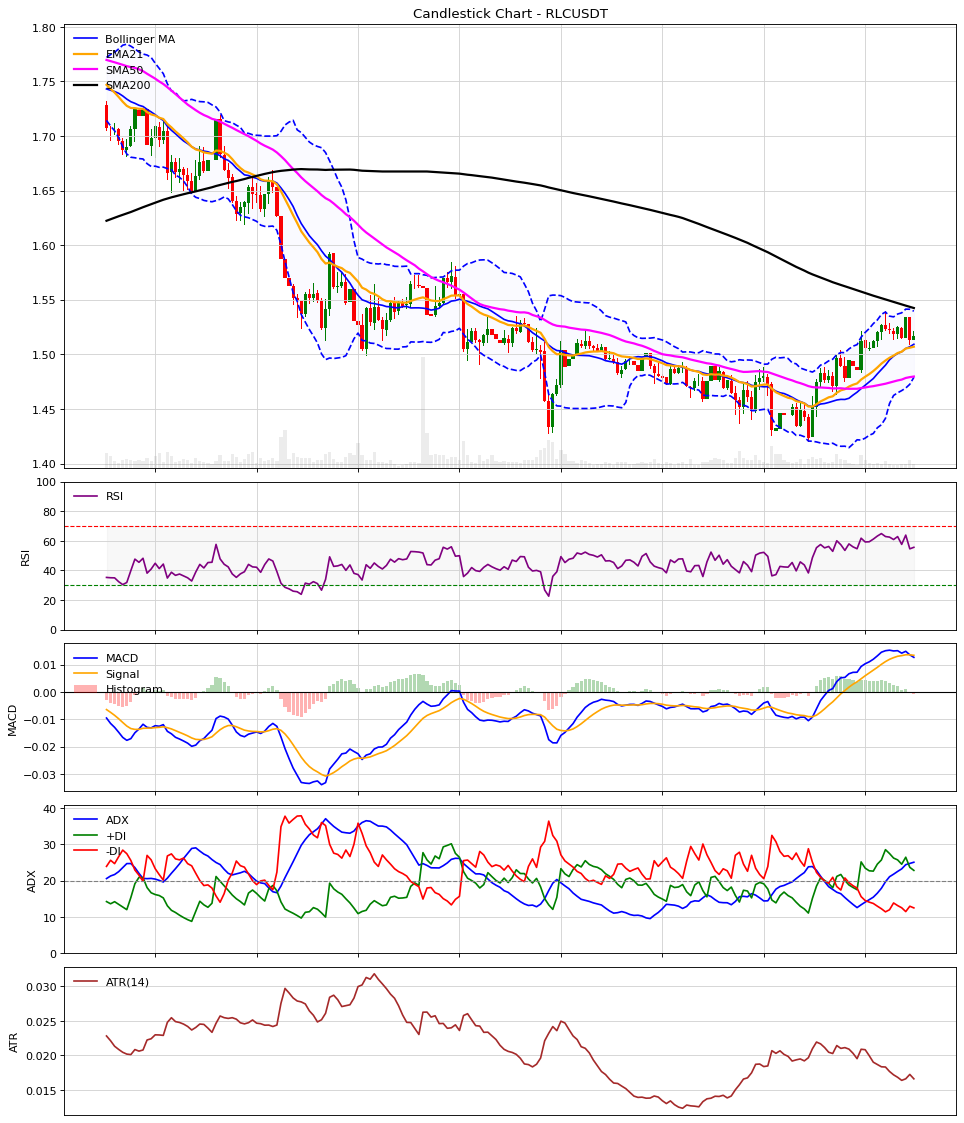 Candlestick Chart - RLCUSDT
1.80
1.75
1.70
1.65
1.60
1.55
1.50
1.45
1.40
Bollinger MA
EMA21
SMA50
SMA200
100
80
60
40
20
0
RSI
RSI
0.01
0.00
−0.01
−0.02
−0.03
MACD
MACD
Signal
Histogram
40
30
20
10
0
ADX
ADX
+DI
-DI
0.030
0.025
0.020
0.015
ATR
ATR(14)